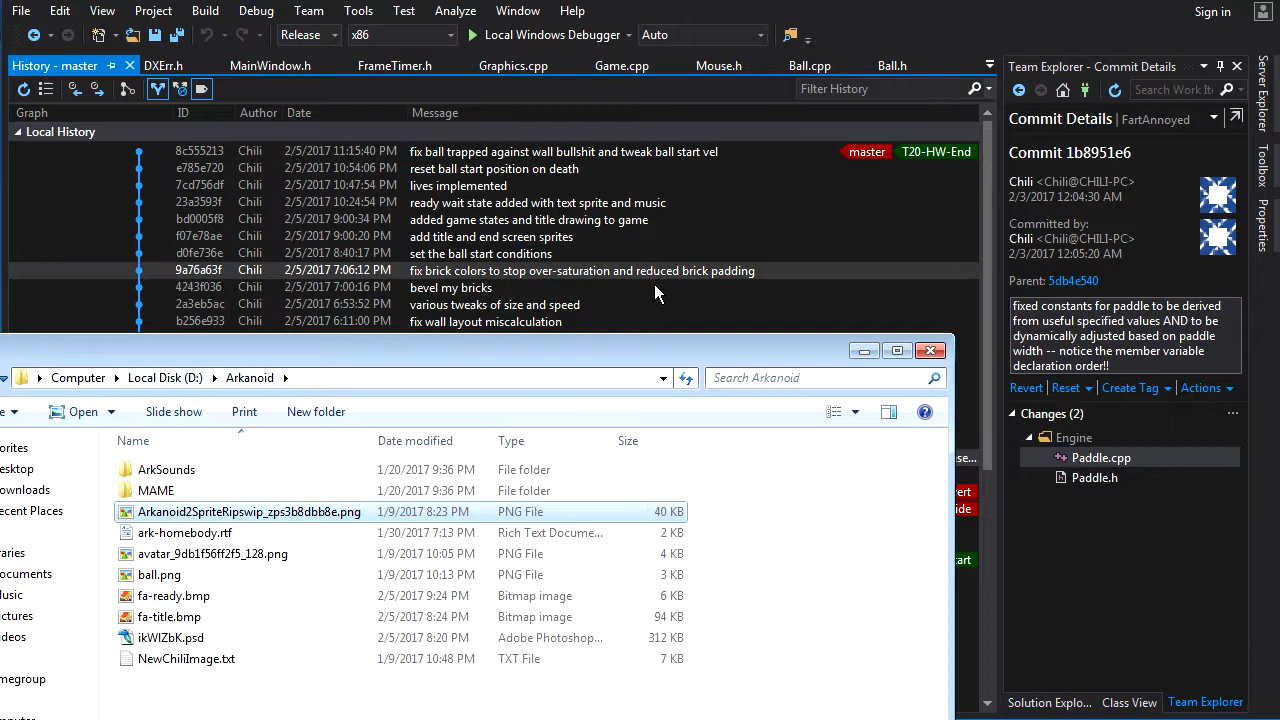 File Edit View Project Build Debug Team Tools Test Analyze Window Help
Sign in
Release x86 Local Windows Debugger Auto
History - master DXErr.h MainWindow.h FrameTimer.h Graphics.cpp Game.cpp Mouse.h Ball.cpp Ball.h
Filter History
Graph ID Author Date Message
Local History
8c555213 Chili 2/5/2017 11:15:40 PM fix ball trapped against wall bullshit and tweak ball start vel master T20-HW-End
e785e720 Chili 2/5/2017 10:54:06 PM reset ball start position on death
7cd756df Chili 2/5/2017 10:47:54 PM lives implemented
23a3593f Chili 2/5/2017 10:24:54 PM ready wait state added with text sprite and music
bd0005f8 Chili 2/5/2017 9:00:34 PM added game states and title drawing to game
f07e78ae Chili 2/5/2017 9:00:20 PM add title and end screen sprites
d0fe736e Chili 2/5/2017 8:40:17 PM set the ball start conditions
9a76a63f Chili 2/5/2017 7:06:12 PM fix brick colors to stop over-saturation and reduced brick padding
4243f036 Chili 2/5/2017 7:00:16 PM bevel my bricks
2a3eb5ac Chili 2/5/2017 6:53:52 PM various tweaks of size and speed
b256e933 Chili 2/5/2017 6:11:00 PM fix wall layout miscalculation
Computer Local Disk (D:) Arkanoid
Search Arkanoid
Open Slide show Print New folder
Name Date modified Type Size
ArkSounds 1/20/2017 9:36 PM File folder
MAME 1/20/2017 9:36 PM File folder
1/9/2017 8:23 PM PNG File 40 KB
ark-homebody.rtf 1/30/2017 7:13 PM Rich Text Docume... 2 KB
avatar_9db1f56ff2f5_128.png 1/9/2017 10:05 PM PNG File 4 KB
ball.png 1/9/2017 10:13 PM PNG File 3 KB
fa-ready.bmp 2/5/2017 9:24 PM Bitmap image 6 KB
fa-title.bmp 2/5/2017 8:24 PM Bitmap image 94 KB
2/5/2017 8:20 PM Adobe Photoshop... 312 KB
NewChiliImage.txt 1/9/2017 10:48 PM TXT File 7 KB
orites
esktop
ownloads
ecent Places
raries
ocuments
usic
ictures
ideos
megroup
se...
vert
ide
tart
Team Explorer - Commit Details
Search Work Ite
Commit Details | FartAnnoyed
Commit 1b8951e6
Chili <Chili@CHILI-PC>
2/3/2017 12:04:30 AM
Committed by:
Chili <Chili@CHILI-PC>
2/3/2017 12:05:20 AM
Parent: 5db4e540
fixed constants for paddle to be derived
from useful specified values AND to be
dynamically adjusted based on paddle
width -- notice the member variable
declaration order!!
Revert | Reset | Create Tag | Actions
Changes (2) ...
Engine
Paddle.cpp
Paddle.h
Solution Explo... Class View Team Explorer
Server Explorer
Toolbox
Properties